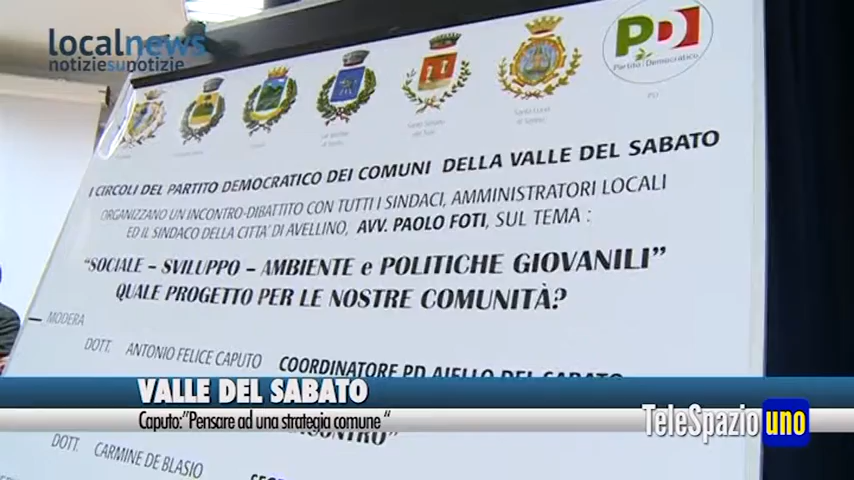 localnews
notiziesunotizie
PD
Partito Democratico
PD
I CIRCOLI DEL PARTITO DEMOCRATICO DEI COMUNI DELLA VALLE DEL SABATO
ORGANIZZANO UN INCONTRO-DIBATTITO CON TUTTI I SINDACI, AMMINISTRATORI LOCALI
ED IL SINDACO DELLA CITTA' DI AVELLINO, AVV. PAOLO FOTI, SUL TEMA :
"SOCIALE – SVILUPPO – AMBIENTE e POLITICHE GIOVANILI"
QUALE PROGETTO PER LE NOSTRE COMUNITÀ?
MODERA
DOTT. ANTONIO FELICE CAPUTO COORDINATORE PD AIELLO DEL SABATO
VALLE DEL SABATO
Caputo:"Pensare ad una strategia comune "
TeleSpazio uno
DOTT. CARMINE DE BLASIO